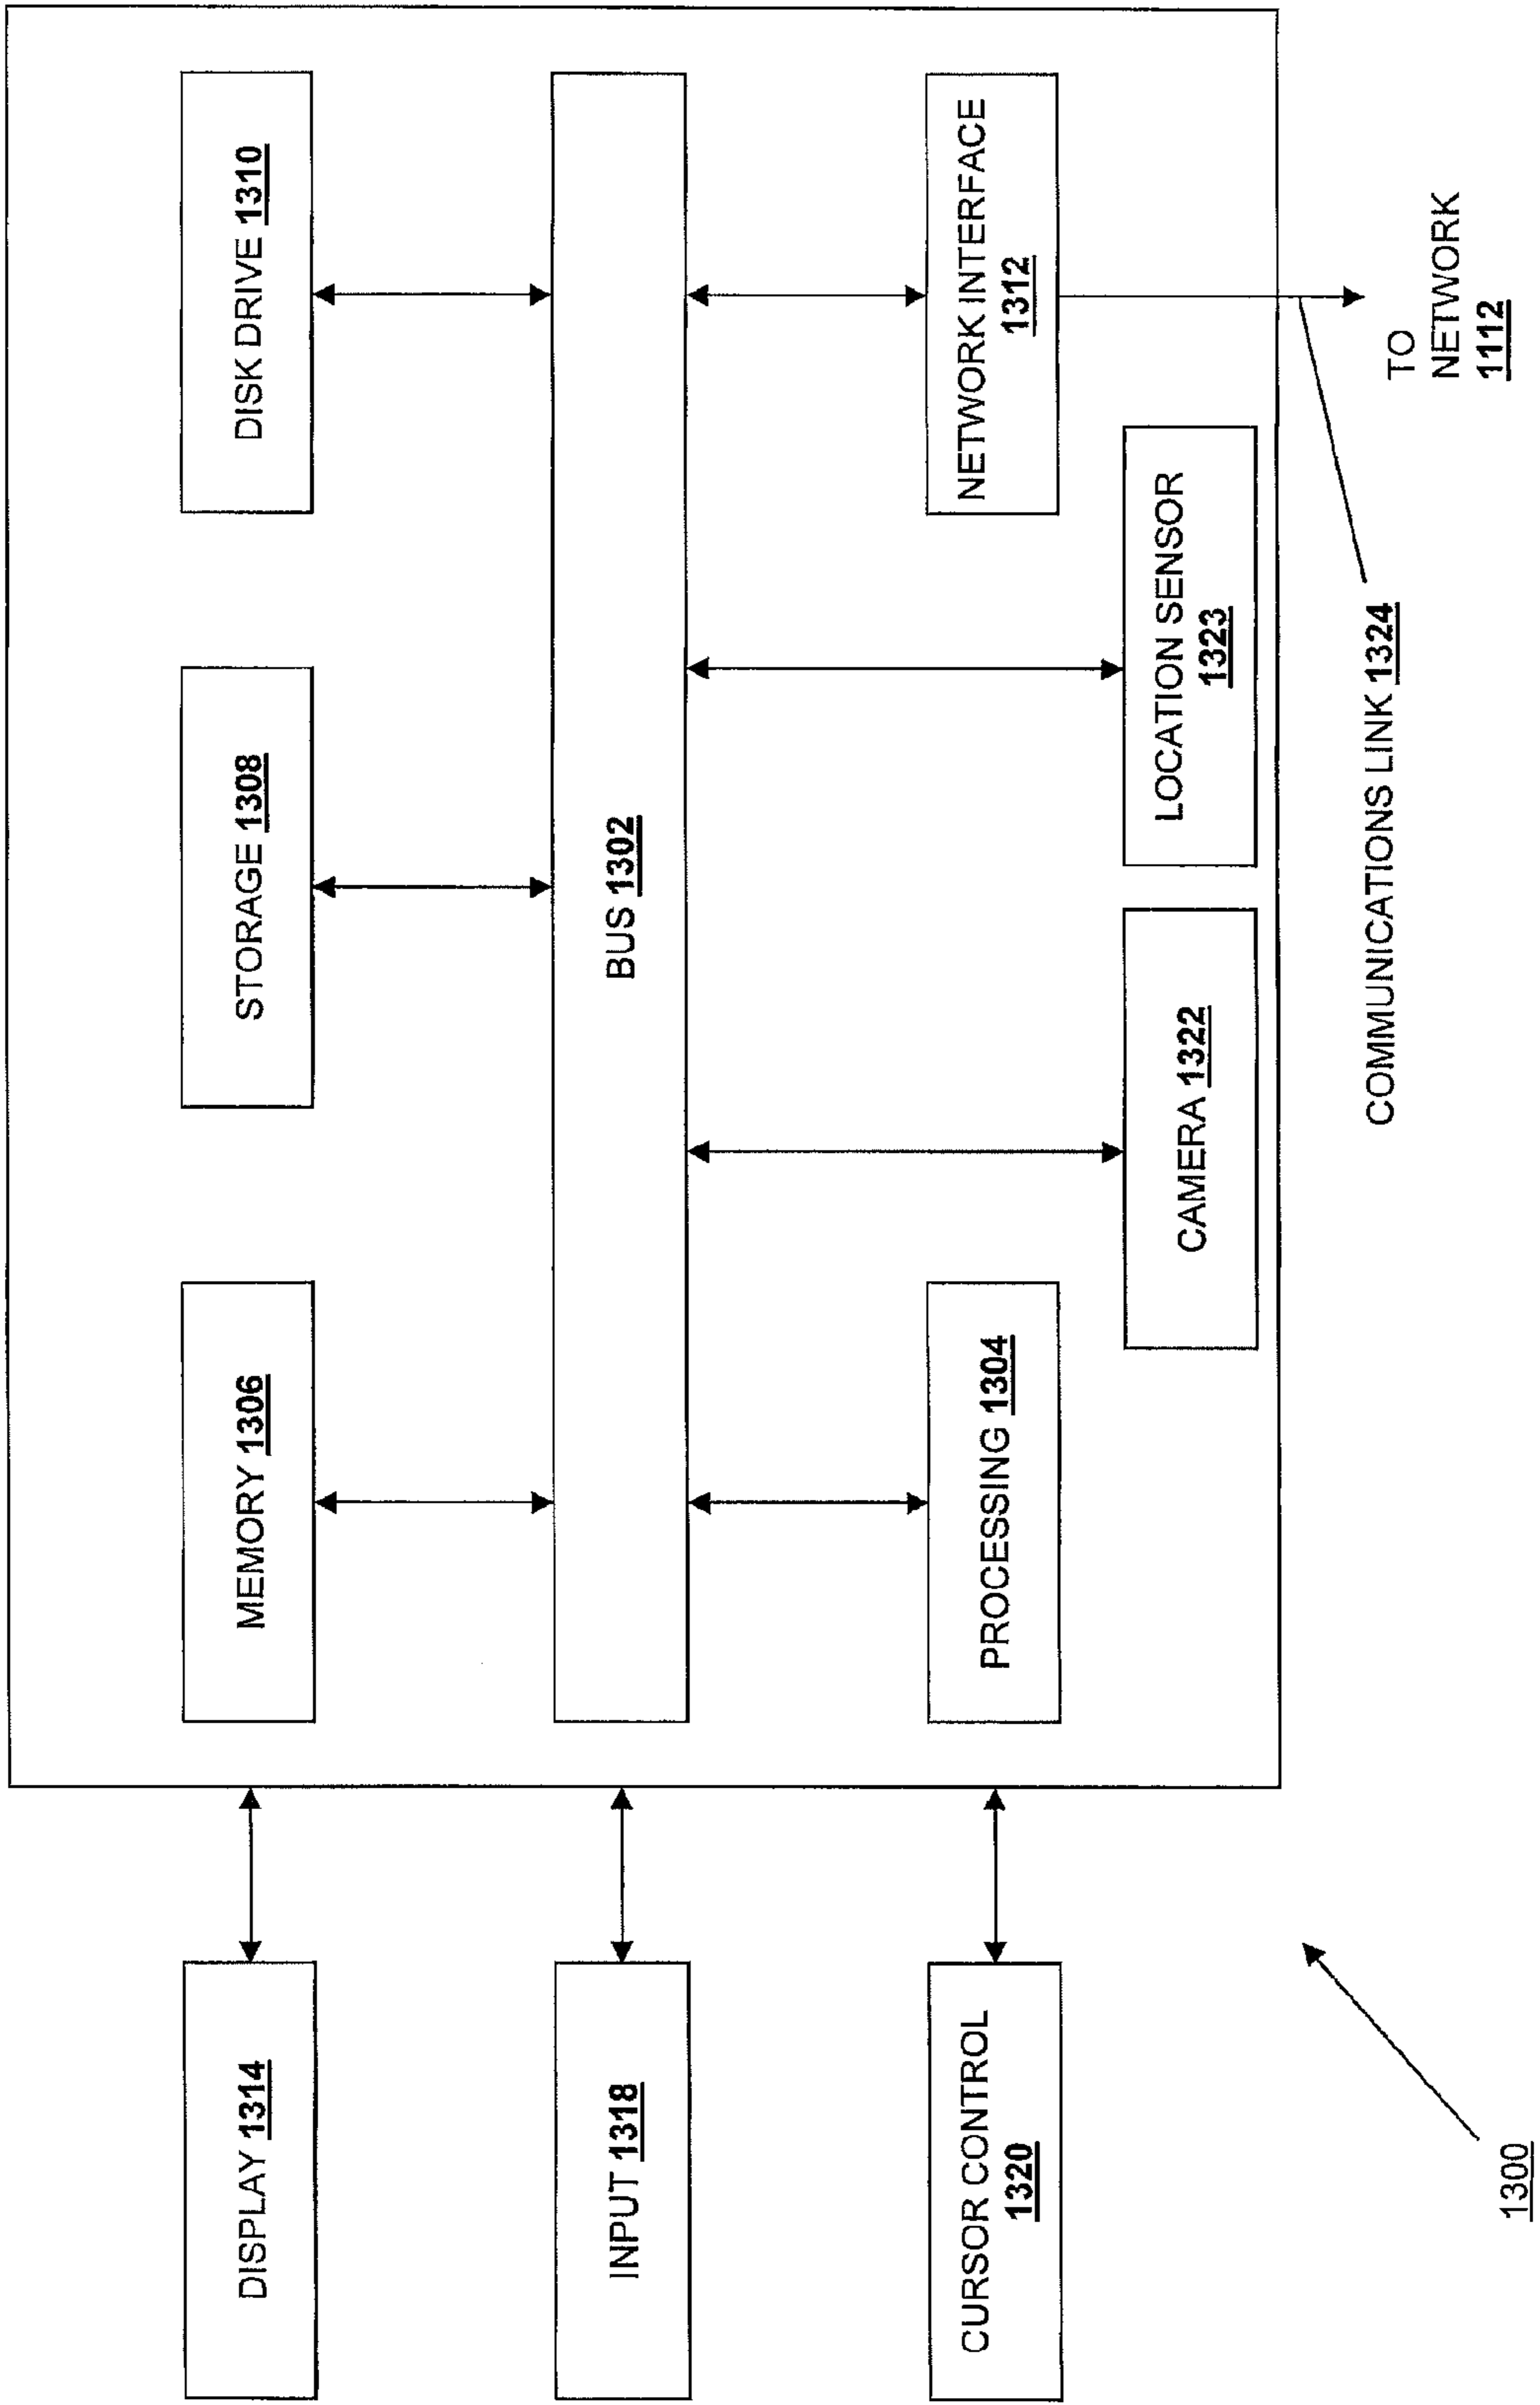 DISPLAY 1314
MEMORY 1306
STORAGE 1308
DISK DRIVE 1310
INPUT 1318
BUS 1302
CURSOR CONTROL
1320
PROCESSING 1304
NETWORK INTERFACE
1312
CAMERA 1322
LOCATION SENSOR
1323
COMMUNICATIONS LINK 1324
TO
NETWORK
1112
1300